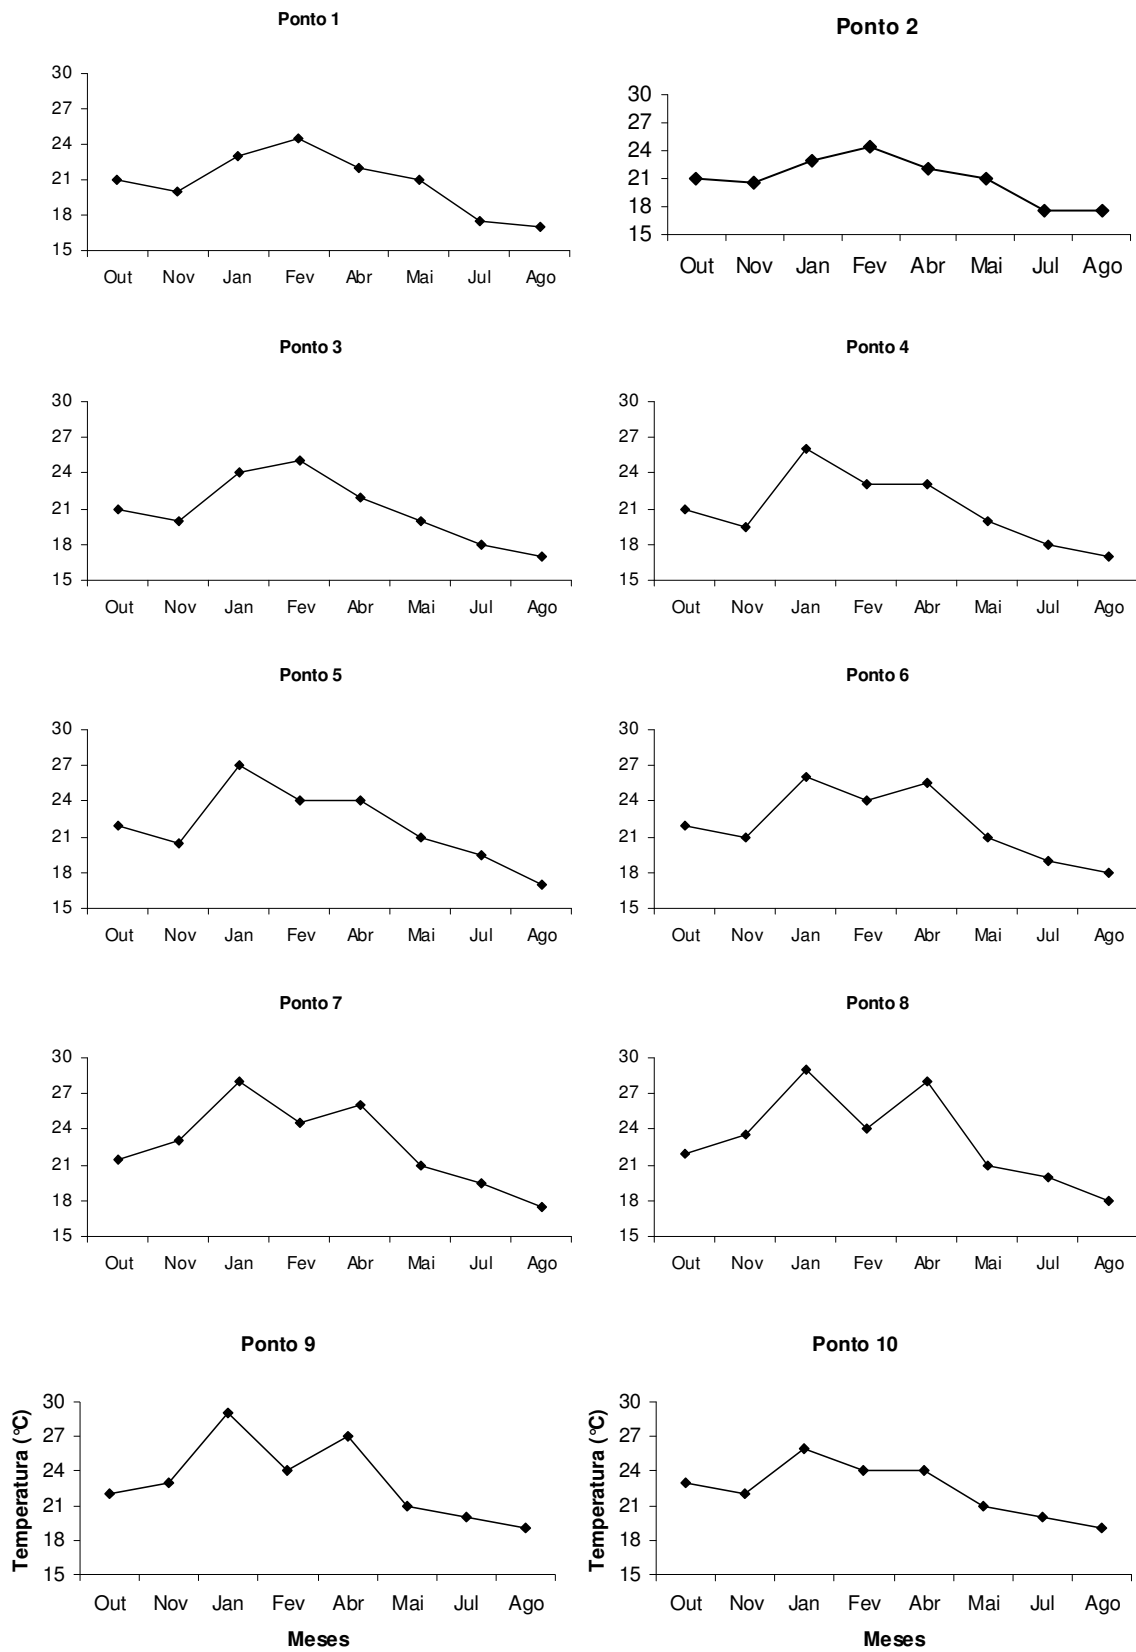 Ponto 1
30
27
24
21
18
15
Out Nov Jan Fev Abr Mai Jul Ago
Ponto 2
30
27
24
21
18
15
Out Nov Jan Fev Abr Mai Jul Ago
Ponto 3
30
27
24
21
18
15
Out Nov Jan Fev Abr Mai Jul Ago
Ponto 4
30
27
24
21
18
15
Out Nov Jan Fev Abr Mai Jul Ago
Ponto 5
30
27
24
21
18
15
Out Nov Jan Fev Abr Mai Jul Ago
Ponto 6
30
27
24
21
18
15
Out Nov Jan Fev Abr Mai Jul Ago
Ponto 7
30
27
24
21
18
15
Out Nov Jan Fev Abr Mai Jul Ago
Ponto 8
30
27
24
21
18
15
Out Nov Jan Fev Abr Mai Jul Ago
Ponto 9
Temperatura (°C)
30
27
24
21
18
15
Out Nov Jan Fev Abr Mai Jul Ago
Meses
Ponto 10
Temperatura (°C)
30
27
24
21
18
15
Out Nov Jan Fev Abr Mai Jul Ago
Meses